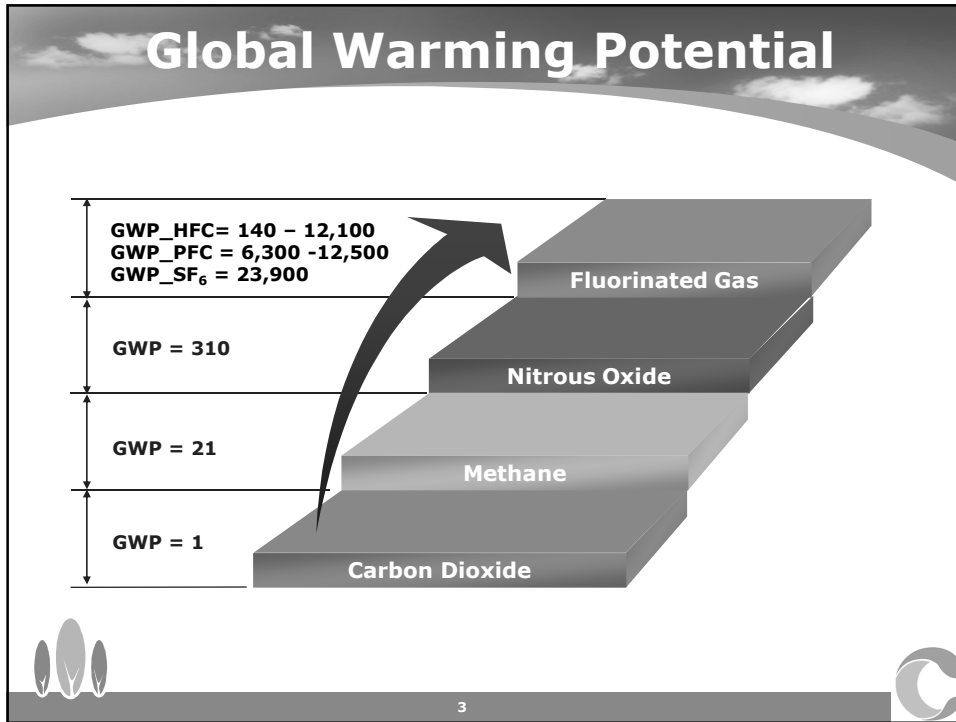 Global Warming Potential
GWP_HFC= 140 – 12,100
GWP_PFC = 6,300 -12,500
GWP_SF₆ = 23,900
Fluorinated Gas
GWP = 310
Nitrous Oxide
GWP = 21
Methane
GWP = 1
Carbon Dioxide
3